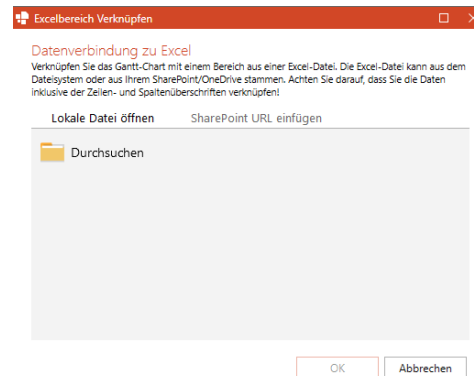 Excelbereich Verknüpfen
Datenverbindung zu Excel
Verknüpfen Sie das Gantt-Chart mit einem Bereich aus einer Excel-Datei. Die Excel-Datei kann aus dem
Dateisystem oder aus Ihrem SharePoint/OneDrive stammen. Achten Sie darauf, dass Sie die Daten
inklusive der Zeilen- und Spaltenüberschriften verknüpfen!
Lokale Datei öffnen SharePoint URL einfügen
Durchsuchen
OK Abbrechen